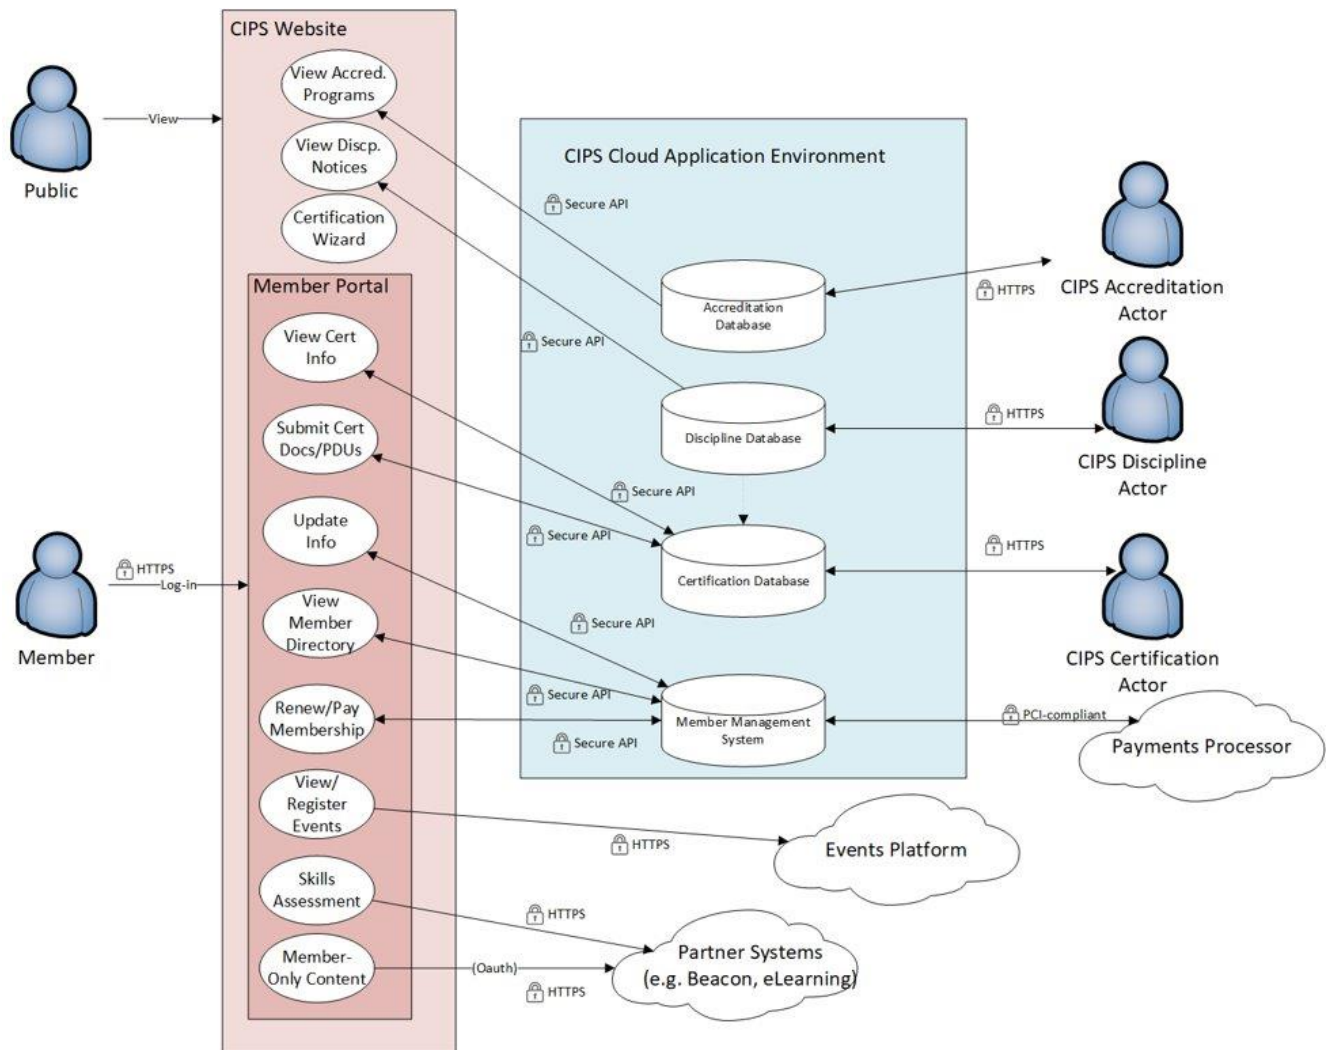 CIPS Website
View Accred.
Programs
View
Public
View Discp.
Notices
CIPS Cloud Application Environment
Certification
Wizard
Secure API
Member Portal
Accreditation
Database
HTTPS
CIPS Accreditation
Actor
View Cert
Info
Secure API
Submit Cert
Docs/PDUs
Discipline Database
HTTPS
CIPS Discipline
Actor
Secure API
Update
Info
Secure API
HTTPS
HTTPS
Log-in
Certification Database
View
Member
Directory
Secure API
Member
CIPS Certification
Actor
Secure API
Renew/Pay
Membership
Member Management
System
PCI-compliant
Secure API
Payments Processor
View/
Register
Events
HTTPS
Events Platform
Skills
Assessment
HTTPS
Member-
Only Content
(Oauth)
HTTPS
Partner Systems
(e.g. Beacon, eLearning)